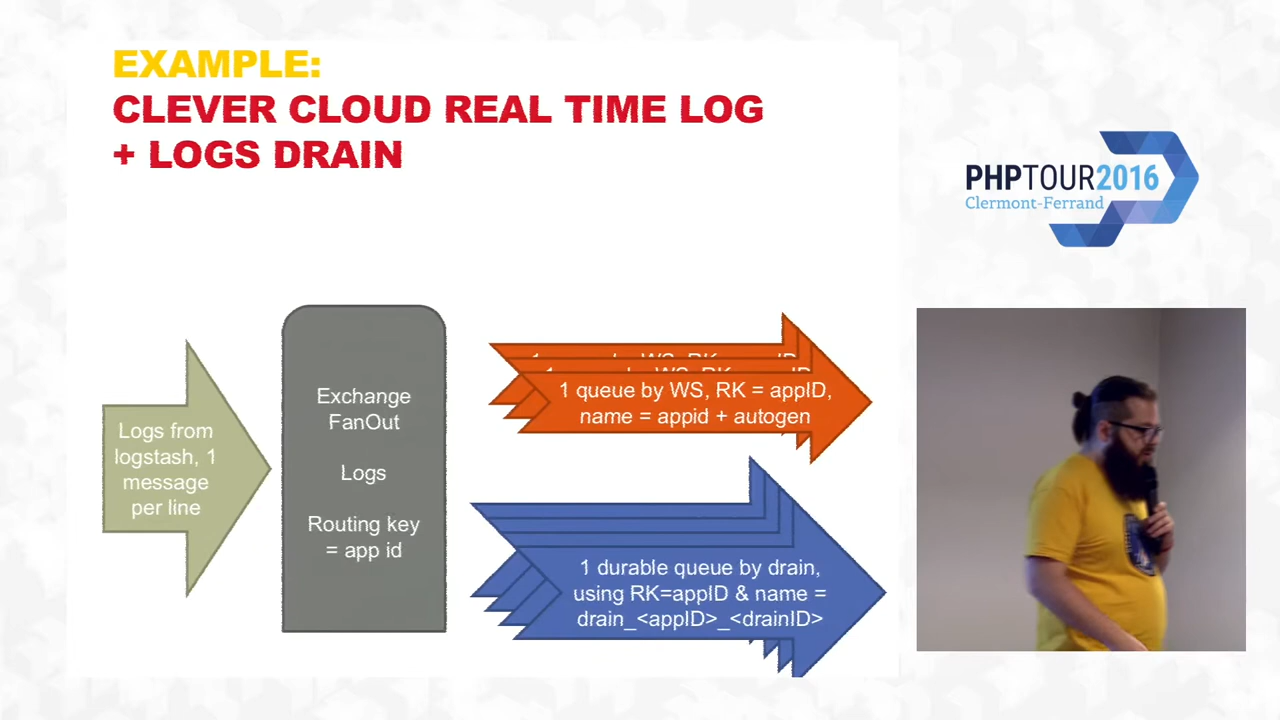 EXAMPLE:
CLEVER CLOUD REAL TIME LOG
+ LOGS DRAIN
PHPTOUR2016
Clermont-Ferrand
Logs from
logstash, 1
message
per line
Exchange
FanOut
Logs
Routing key
= app id
1 queue by WS, RK = appID,
name = appid + autogen
1 durable queue by drain,
using RK=appID & name =
drain_<appID>_<drainID>